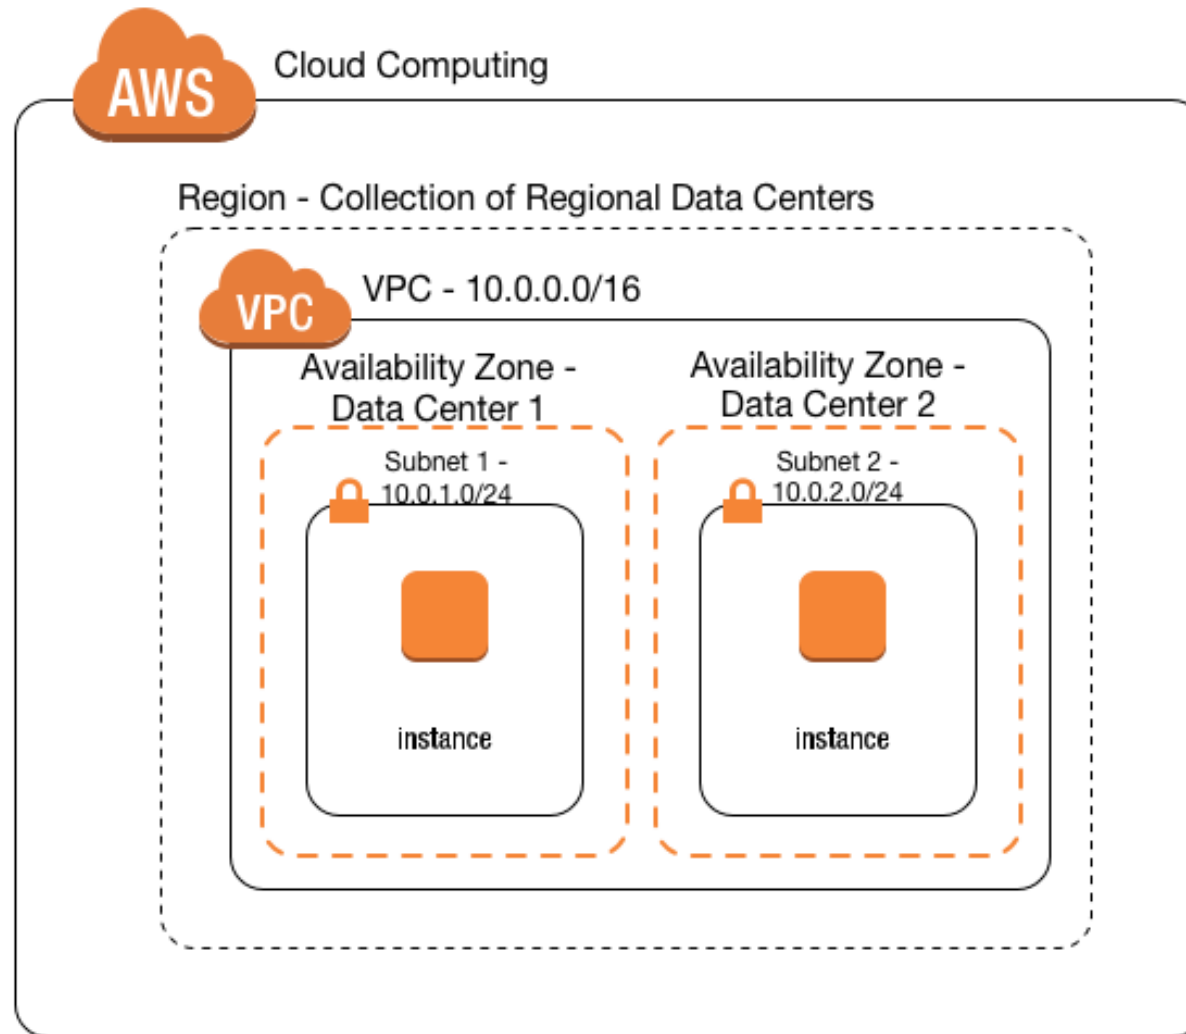 AWS
Cloud Computing
Region - Collection of Regional Data Centers
VPC
VPC - 10.0.0.0/16
Availability Zone -
Data Center 1
Availability Zone -
Data Center 2
Subnet 1 -
10.0.1.0/24
Subnet 2 -
10.0.2.0/24
instance
instance